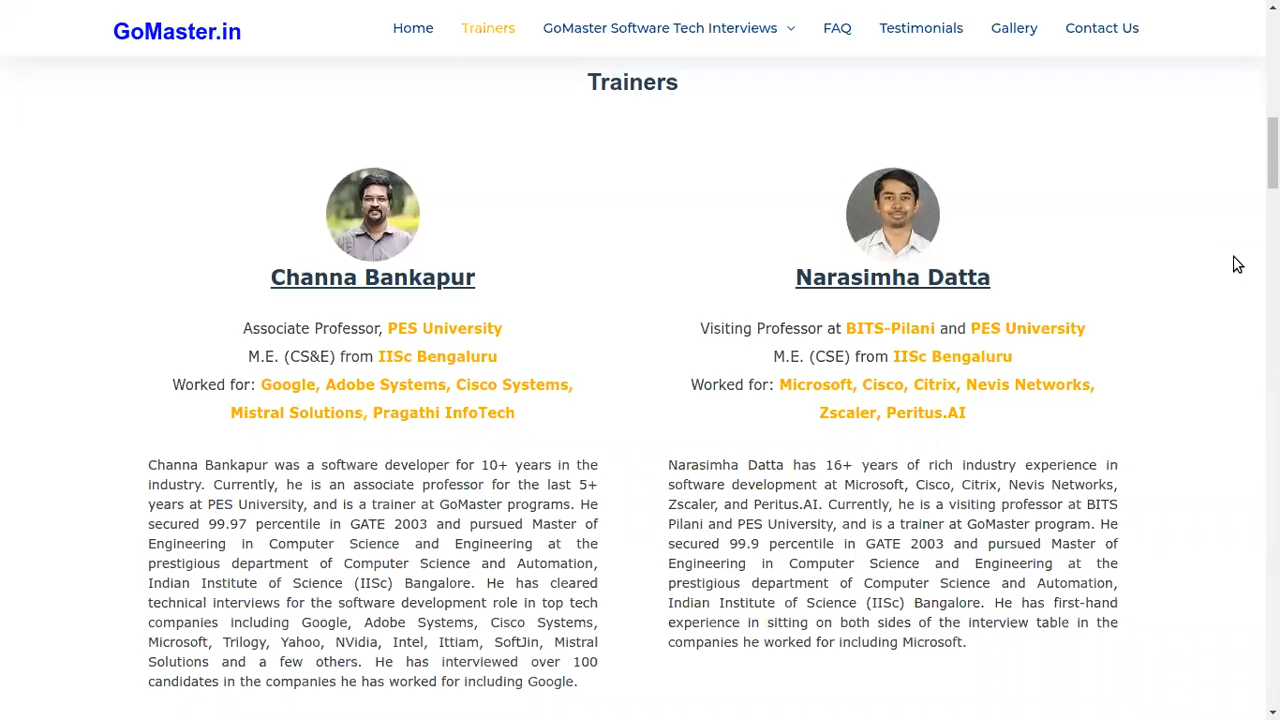 GoMaster.in
Home
Trainers
GoMaster Software Tech Interviews
FAQ
Testimonials
Gallery
Contact Us
Trainers
Channa Bankapur
Associate Professor, PES University
M.E. (CS&E) from IISc Bengaluru
Worked for: Google, Adobe Systems, Cisco Systems,
Mistral Solutions, Pragathi InfoTech
Channa Bankapur was a software developer for 10+ years in the
industry. Currently, he is an associate professor for the last 5+
years at PES University, and is a trainer at GoMaster programs. He
secured 99.97 percentile in GATE 2003 and pursued Master of
Engineering in Computer Science and Engineering at the
prestigious department of Computer Science and Automation,
Indian Institute of Science (IISc) Bangalore. He has cleared
technical interviews for the software development role in top tech
companies including Google, Adobe Systems, Cisco Systems,
Microsoft, Trilogy, Yahoo, NVidia, Intel, Ittiam, SoftJin, Mistral
Solutions and a few others. He has interviewed over 100
candidates in the companies he has worked for including Google.
Narasimha Datta
Visiting Professor at BITS-Pilani and PES University
M.E. (CSE) from IISc Bengaluru
Worked for: Microsoft, Cisco, Citrix, Nevis Networks,
Zscaler, Peritus.AI
Narasimha Datta has 16+ years of rich industry experience in
software development at Microsoft, Cisco, Citrix, Nevis Networks,
Zscaler, and Peritus.AI. Currently, he is a visiting professor at BITS
Pilani and PES University, and is a trainer at GoMaster program. He
secured 99.9 percentile in GATE 2003 and pursued Master of
Engineering in Computer Science and Engineering at the
prestigious department of Computer Science and Automation,
Indian Institute of Science (IISc) Bangalore. He has first-hand
experience in sitting on both sides of the interview table in the
companies he worked for including Microsoft.